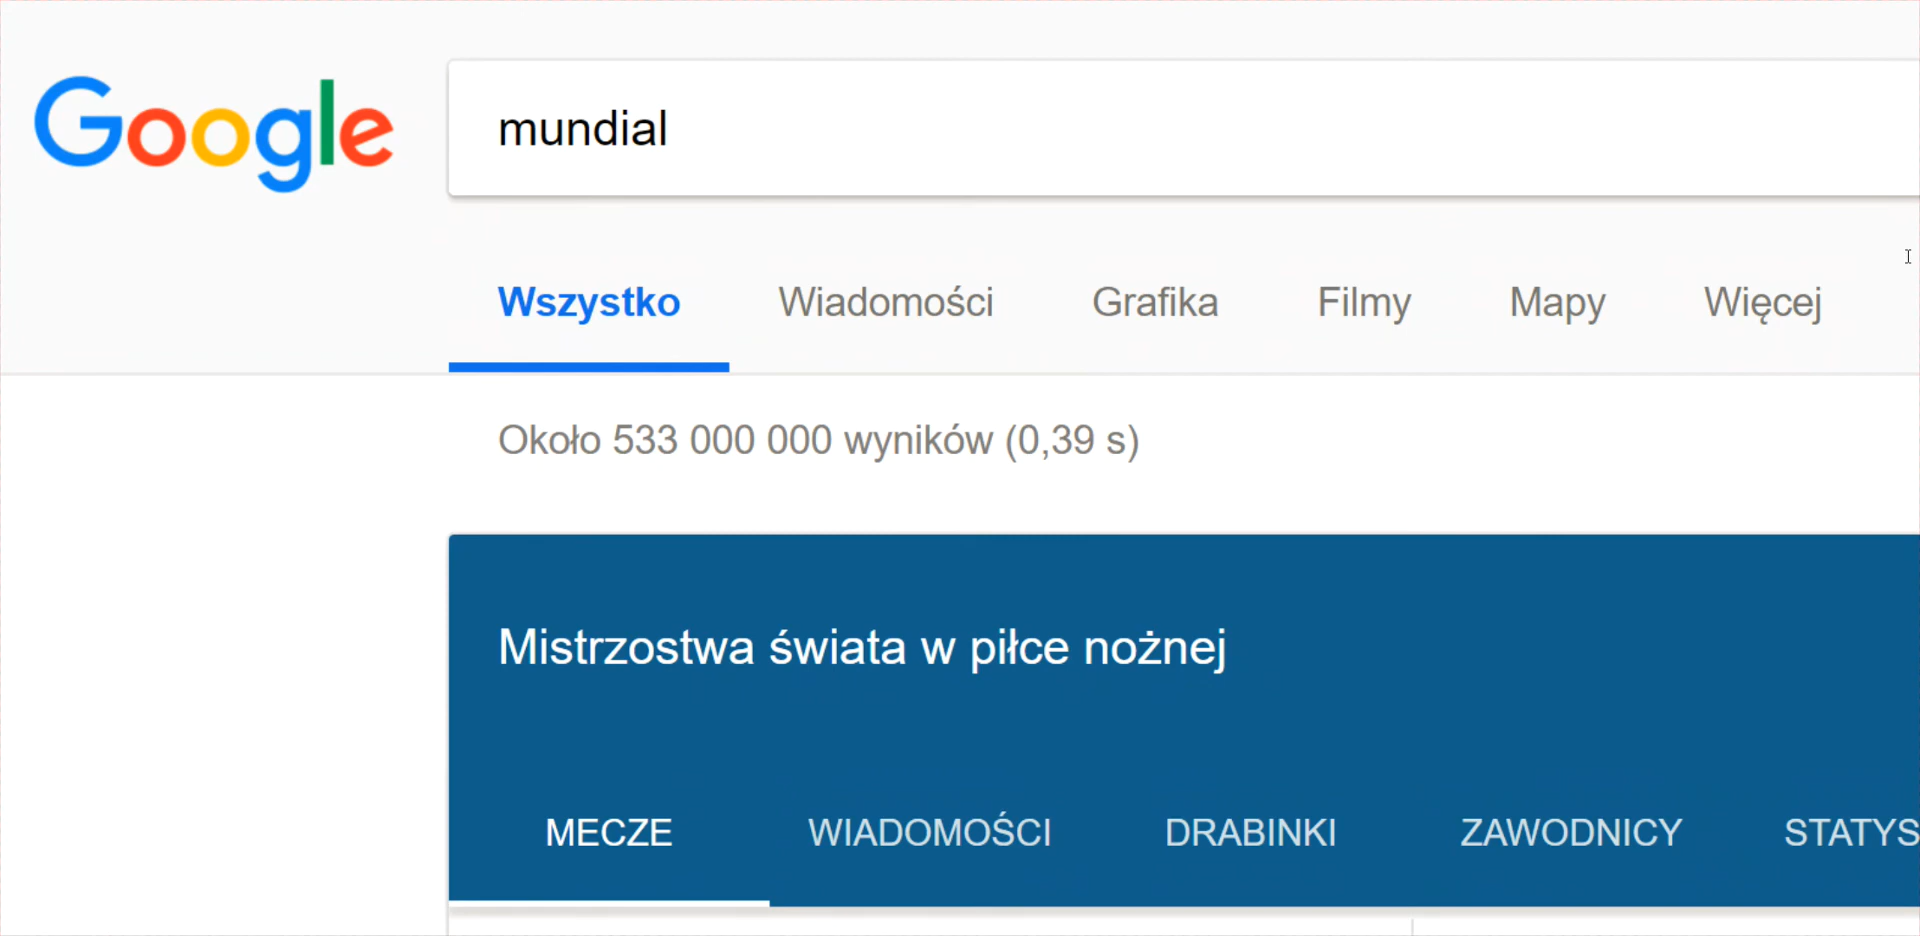 Google
mundial
Wszystko Wiadomości Grafika Filmy Mapy Więcej
Około 533 000 000 wyników (0,39 s)
Mistrzostwa świata w piłce nożnej
MECZE WIADOMOŚCI DRABINKI ZAWODNICY STATYS